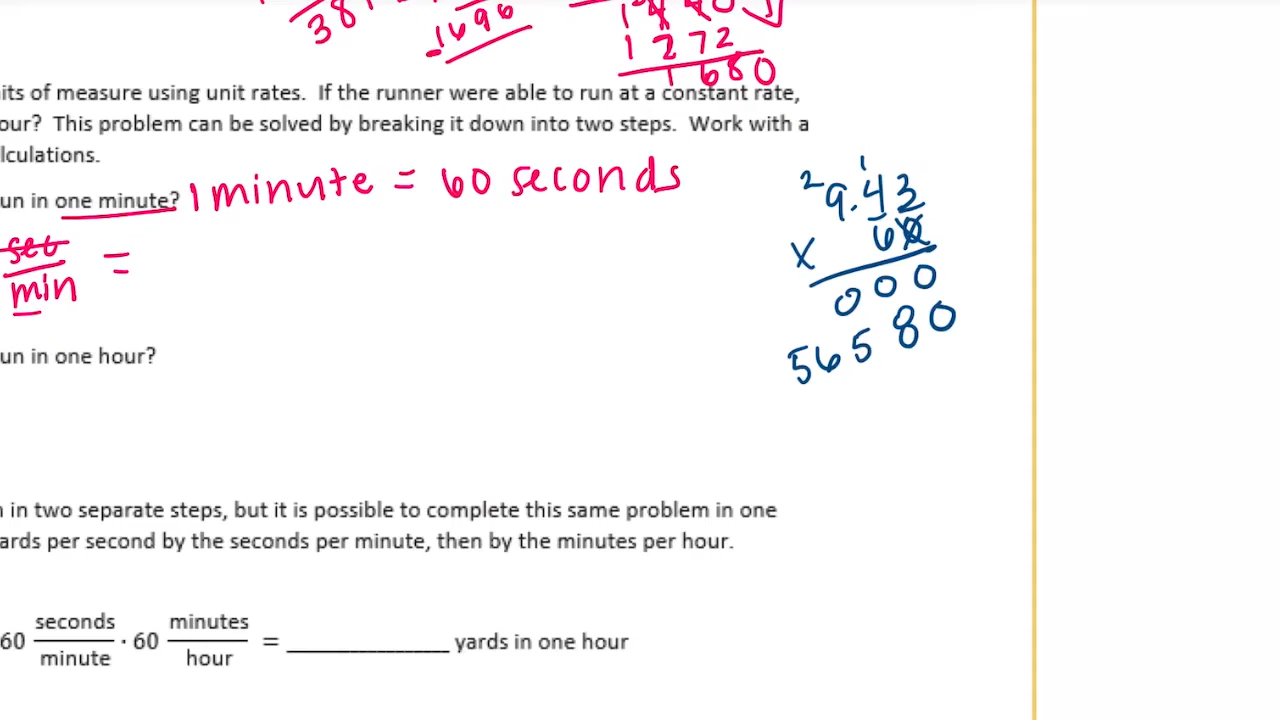 1696
1272
1680
its of measure using unit rates. If the runner were able to run at a constant rate,
our? This problem can be solved by breaking it down into two steps. Work with a
lculations.
un in one minute? 1 minute = 60 seconds
sec
min =
2 1
9.43
x 60
000
56580
un in one hour?
n in two separate steps, but it is possible to complete this same problem in one
ards per second by the seconds per minute, then by the minutes per hour.
seconds minutes
60 · 60 = ________________ yards in one hour
minute hour